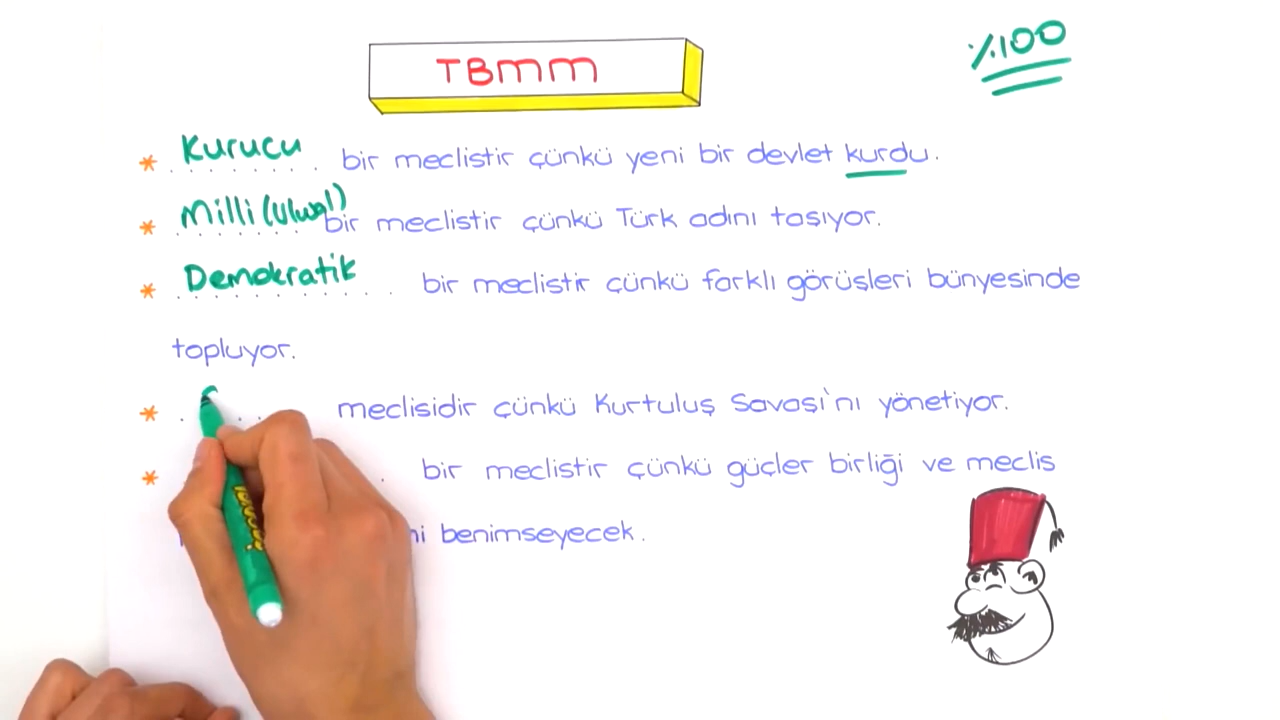 TBMM
%100
* Kurucu bir meclistir çünkü yeni bir devlet kurdu.
* Milli (Ulusal) bir meclistir çünkü Türk adını taşıyor.
* Demokratik bir meclistir çünkü farklı görüşleri bünyesinde
topluyor.
* meclisidir çünkü Kurtuluş Savaşı'nı yönetiyor.
* bir meclistir çünkü güçler birliği ve meclis
benimseyecek.